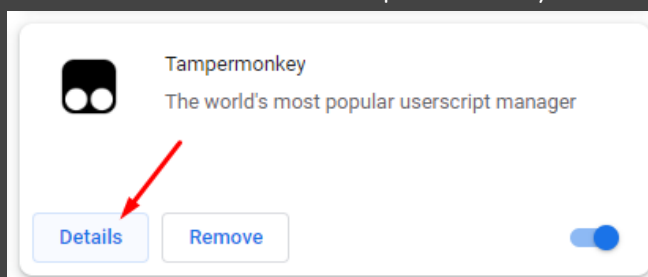 Tampermonkey
The world's most popular userscript manager
Details
Remove